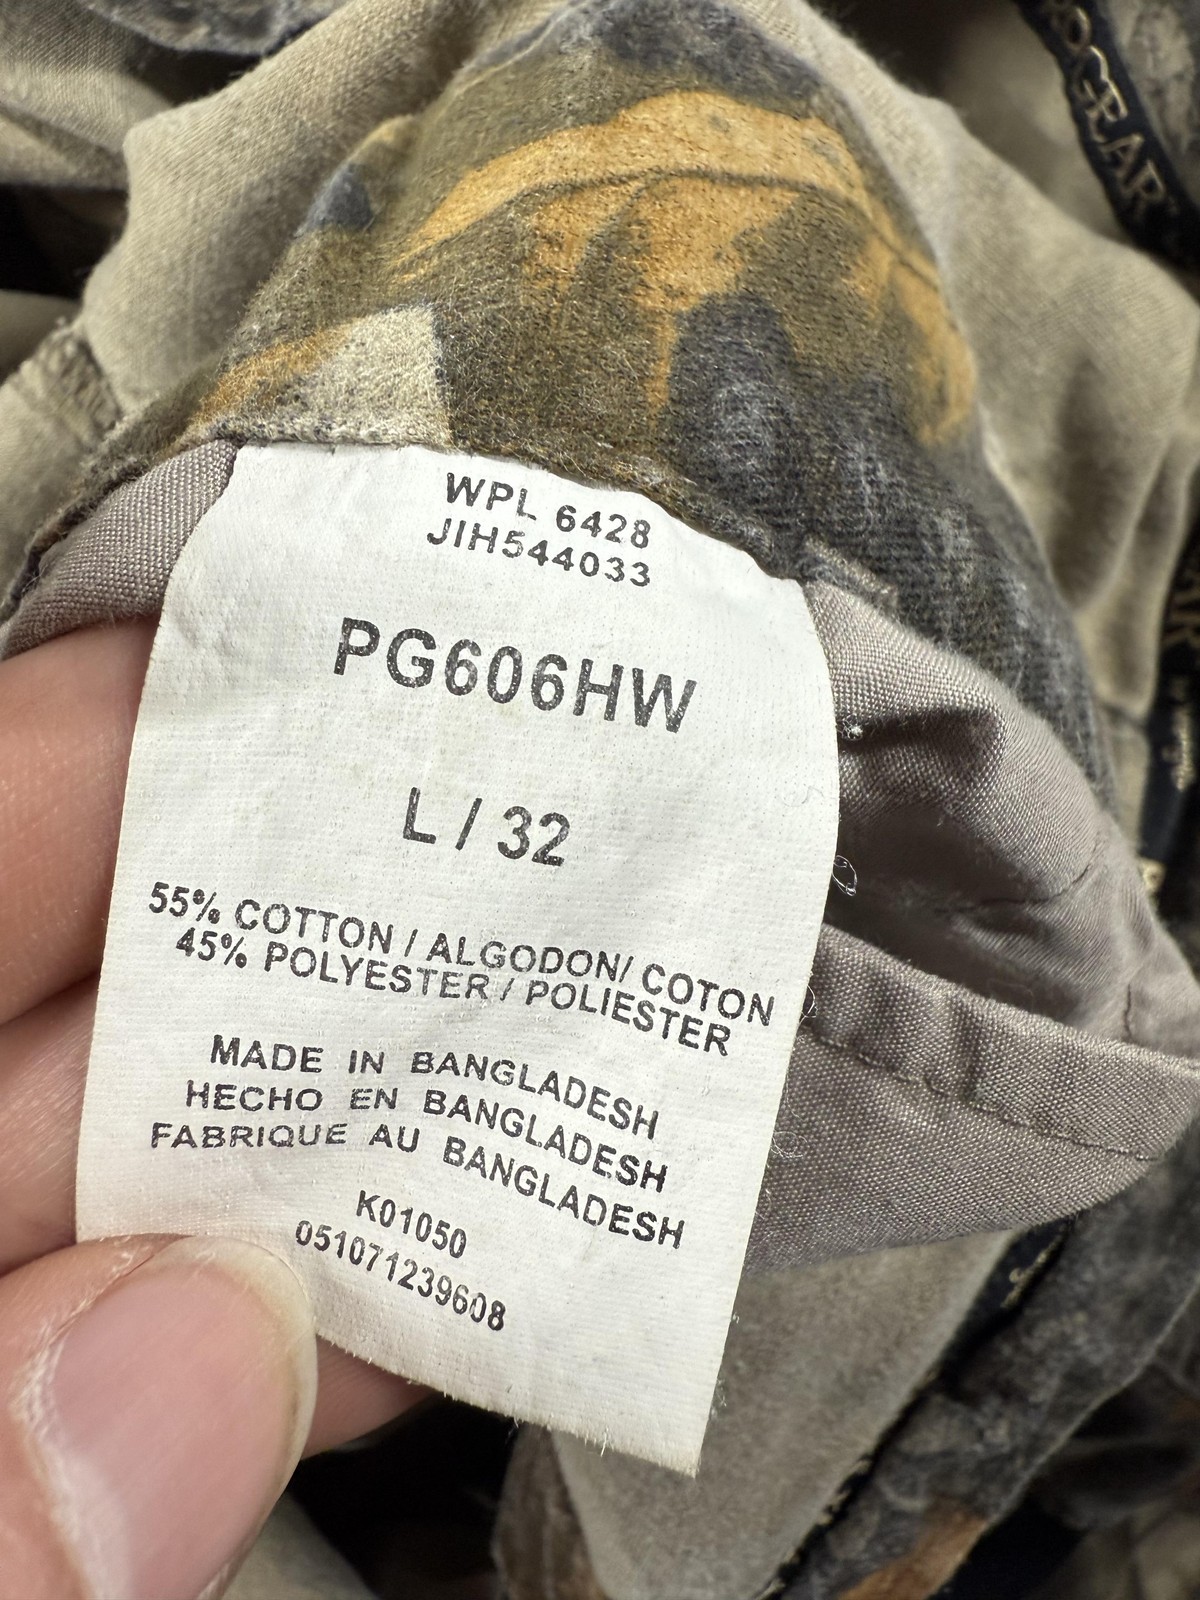 WPL 6428
JIH544033
PG606HW
L / 32
55% COTTON / ALGODON/ COTON
45% POLYESTER / POLIESTER
MADE IN BANGLADESH
HECHO EN BANGLADESH
FABRIQUE AU BANGLADESH
K01050
051071239608